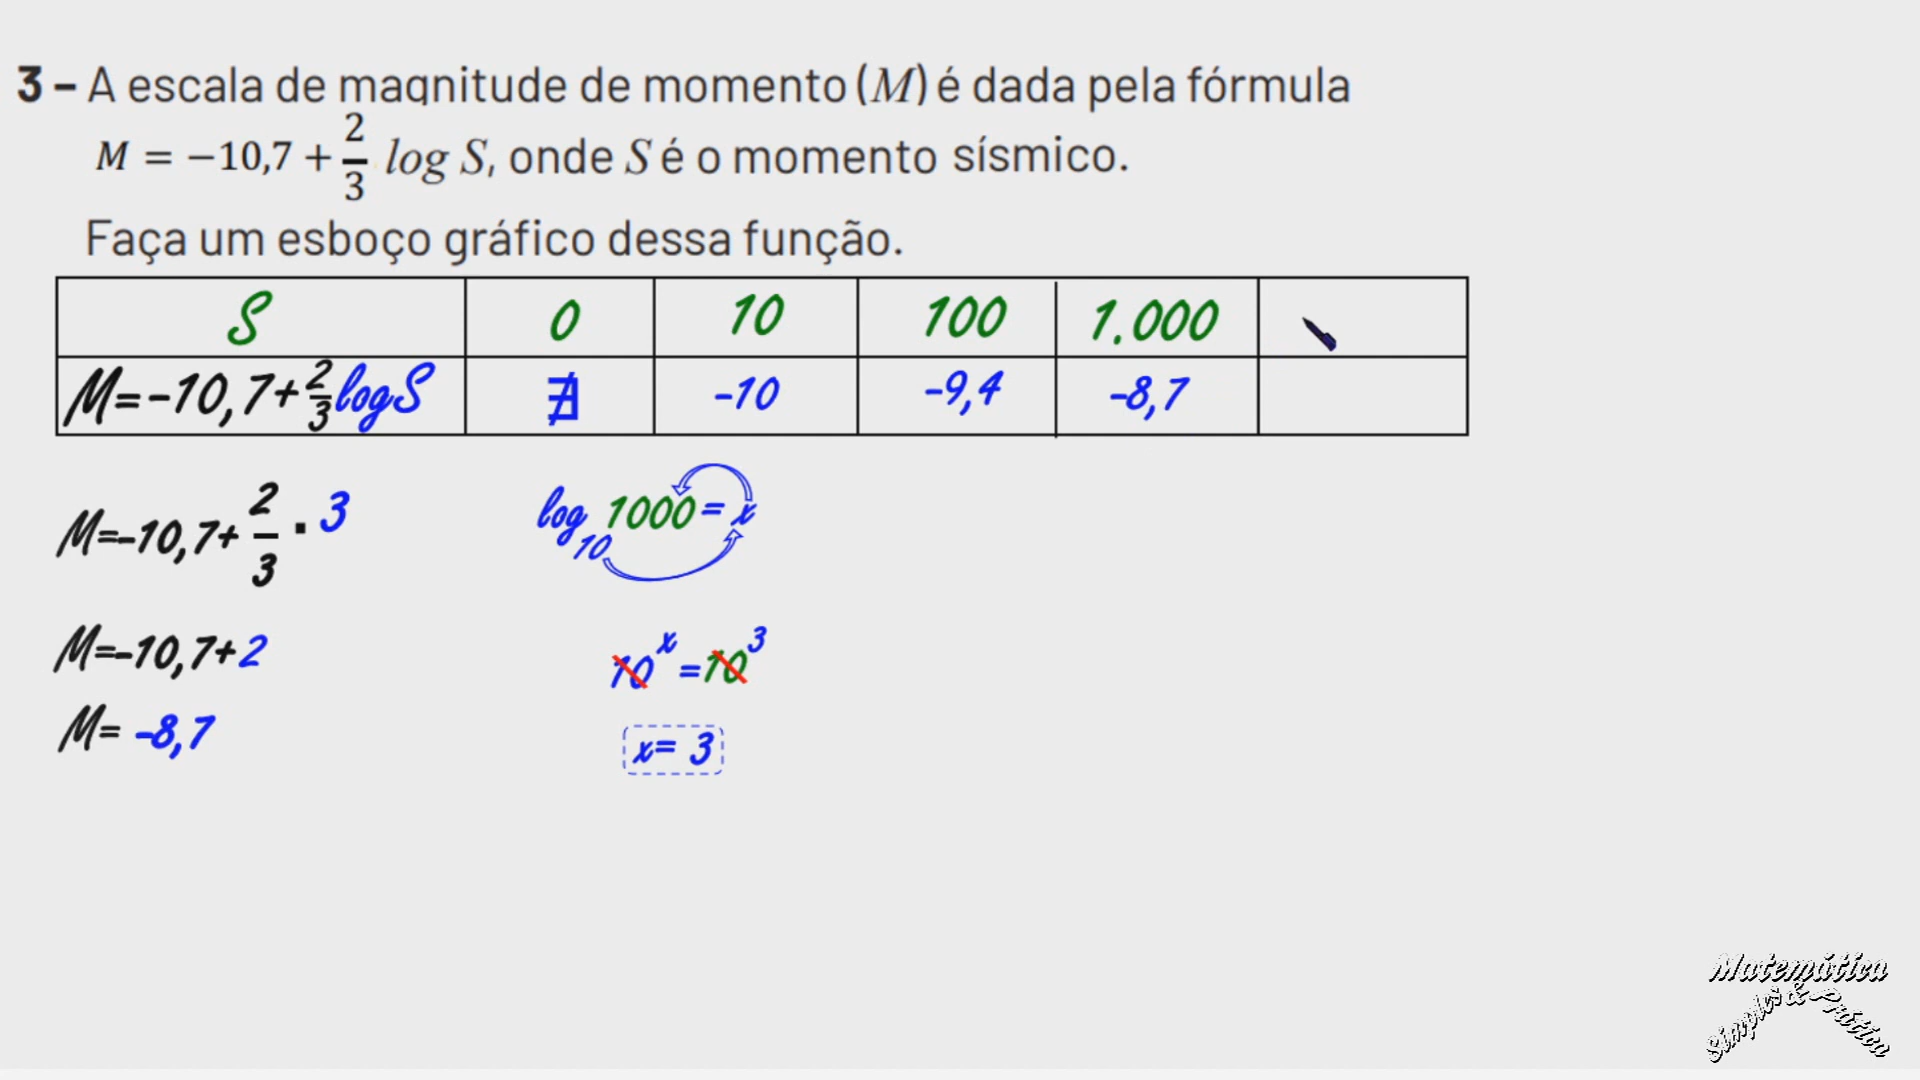 3 – A escala de magnitude de momento (M) é dada pela fórmula
M = −10,7 + 2/3 log S, onde S é o momento sísmico.
Faça um esboço gráfico dessa função.
S 0 10 100 1.000
M=-10,7+2/3logS ∄ -10 -9,4 -8,7
M=-10,7+ 2/3 · 3
log₁₀ 1000 = x
M=-10,7+2
10^x = 10^3
M= -8,7
x= 3
Matemática
Simples & Prática